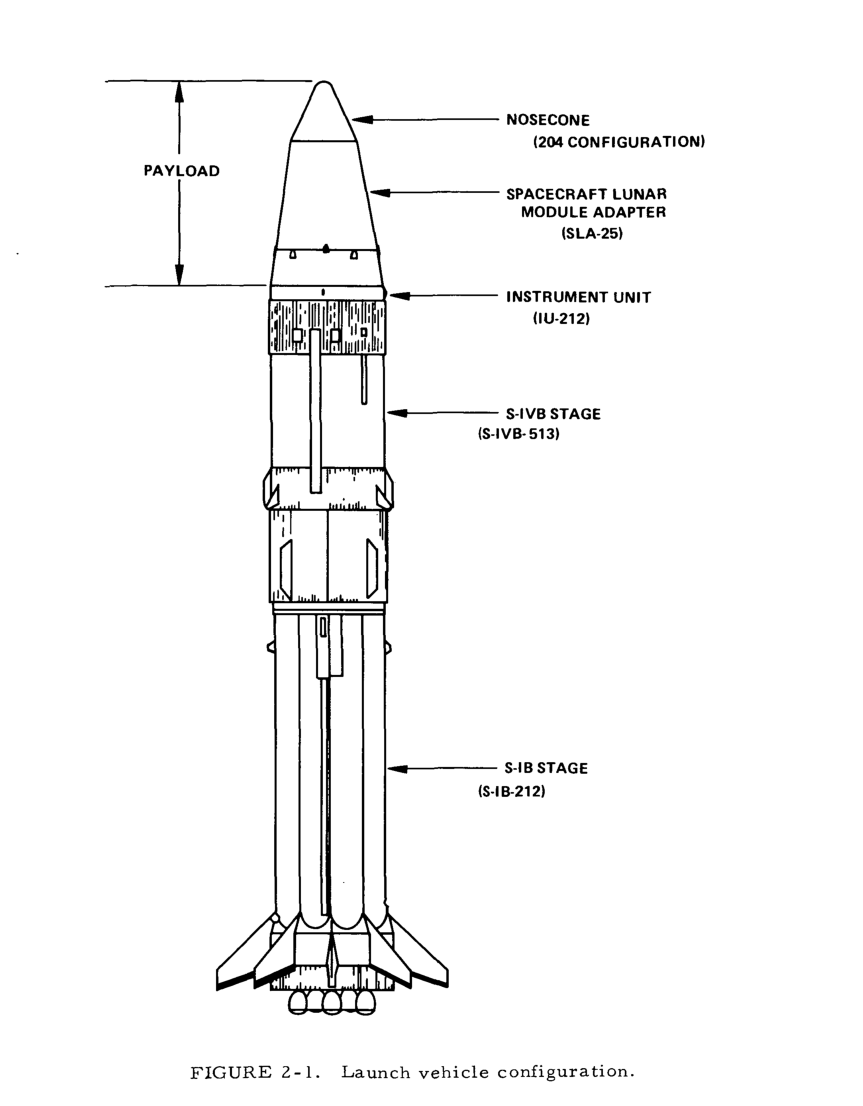 NOSECONE
(204 CONFIGURATION)
PAYLOAD
SPACECRAFT LUNAR
MODULE ADAPTER
(SLA-25)
INSTRUMENT UNIT
(IU-212)
S-IVB STAGE
(S-IVB-513)
S-IB STAGE
(S-IB-212)
FIGURE 2-1. Launch vehicle configuration.